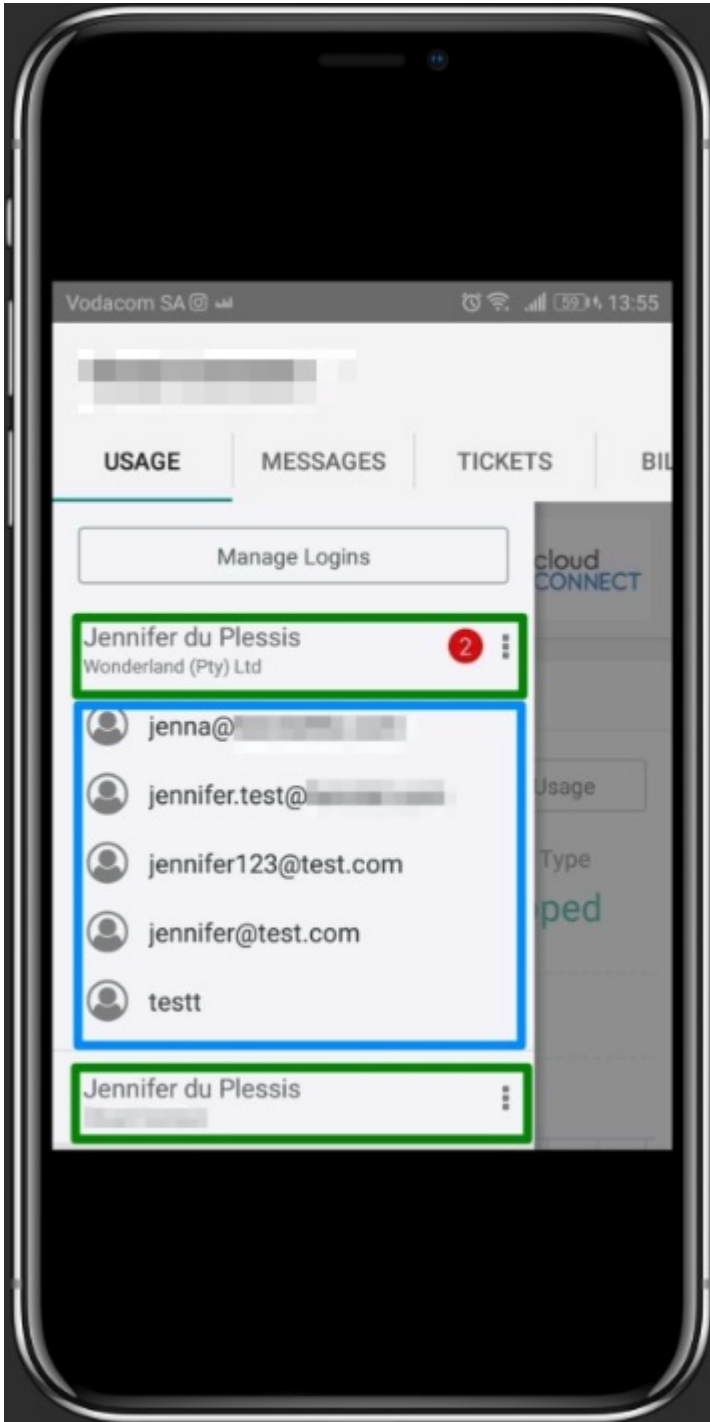 Vodacom SA 59 13:55
USAGE MESSAGES TICKETS BIL
Manage Logins
cloud
CONNECT
Jennifer du Plessis 2
Wonderland (Pty) Ltd
jenna@
jennifer.test@
Usage
jennifer123@test.com
Type
pped
jennifer@test.com
testt
Jennifer du Plessis